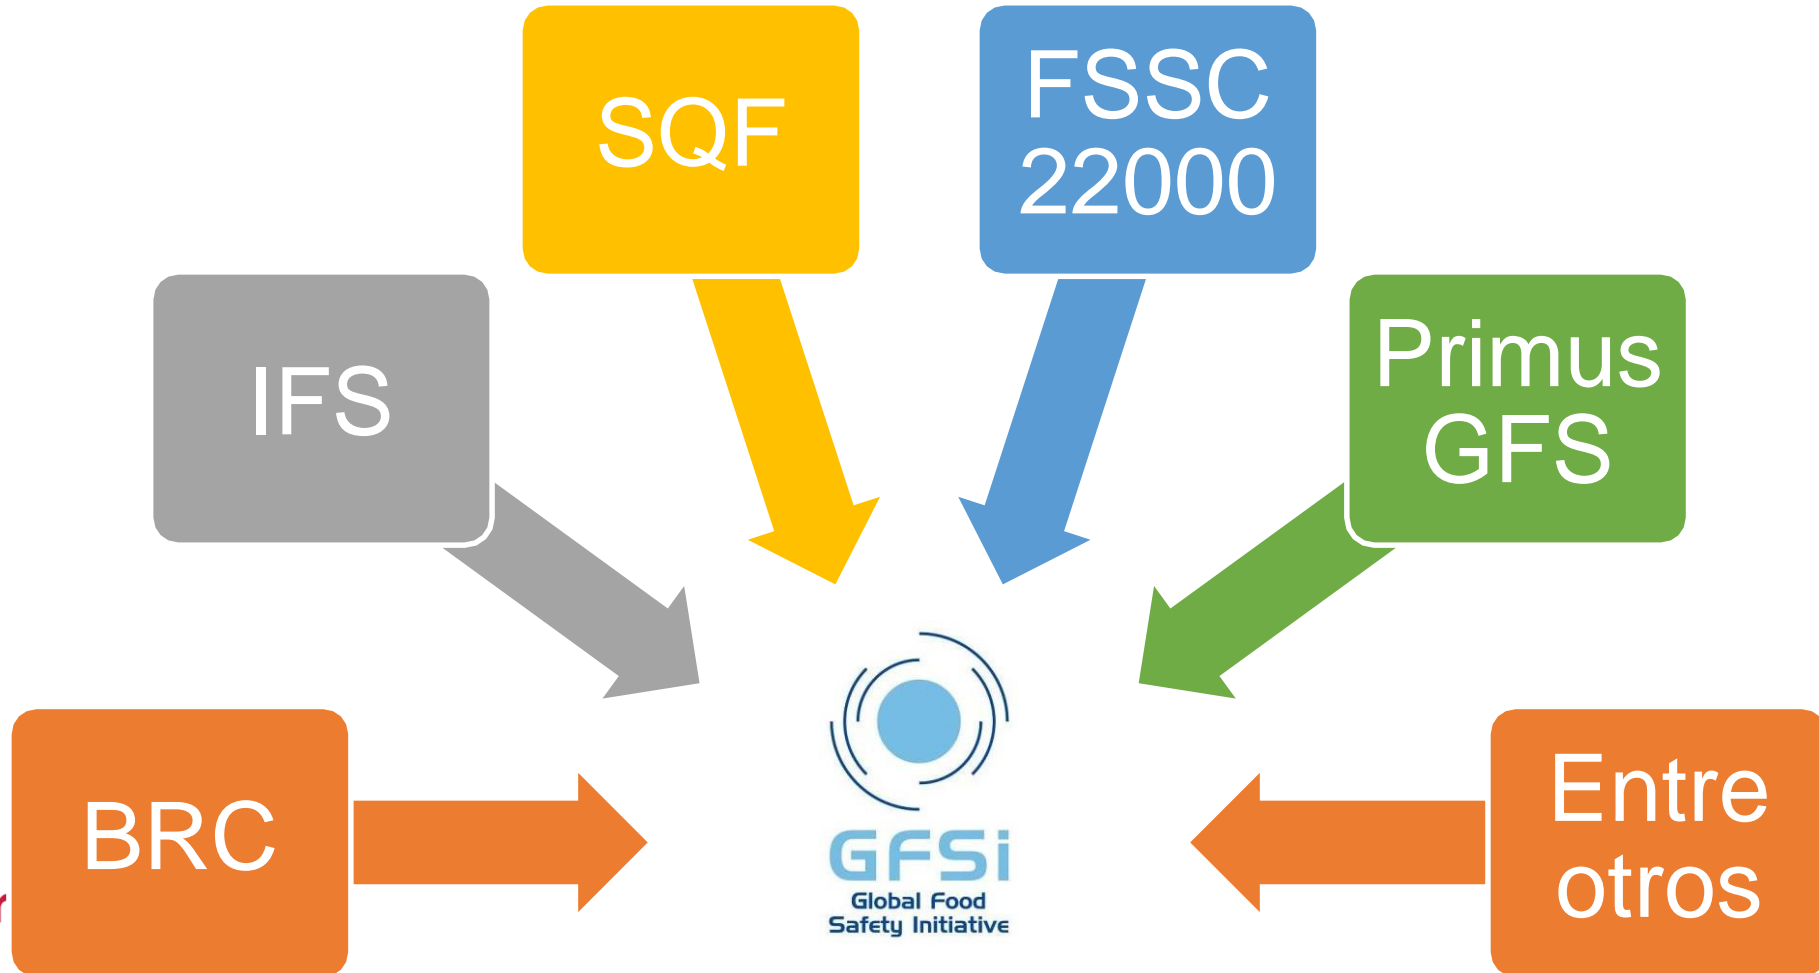 SQF
FSSC
22000
IFS
Primus
GFS
BRC
GFSi
Global Food
Safety Initiative
Entre
otros